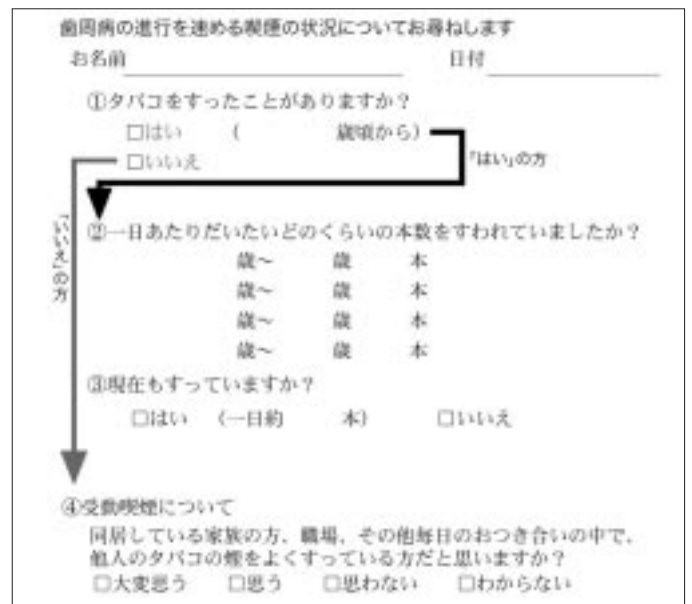 歯周病の進行を速める喫煙の状況についてお尋ねします
お名前 日付
①タバコをすったことがありますか？
□はい （ 歳頃から）
□いいえ
「はい」の方
「いいえ」の方
②一日あたりだいたいどのくらいの本数をすわれていましたか？
歳～ 歳 本
歳～ 歳 本
歳～ 歳 本
歳～ 歳 本
③現在もすっていますか？
□はい （一日約 本） □いいえ
④受動喫煙について
同居している家族の方、職場、その他毎日のおつき合いの中で、
他人のタバコの煙をよくすっている方だと思いますか？
□大変思う □思う □思わない □わからない